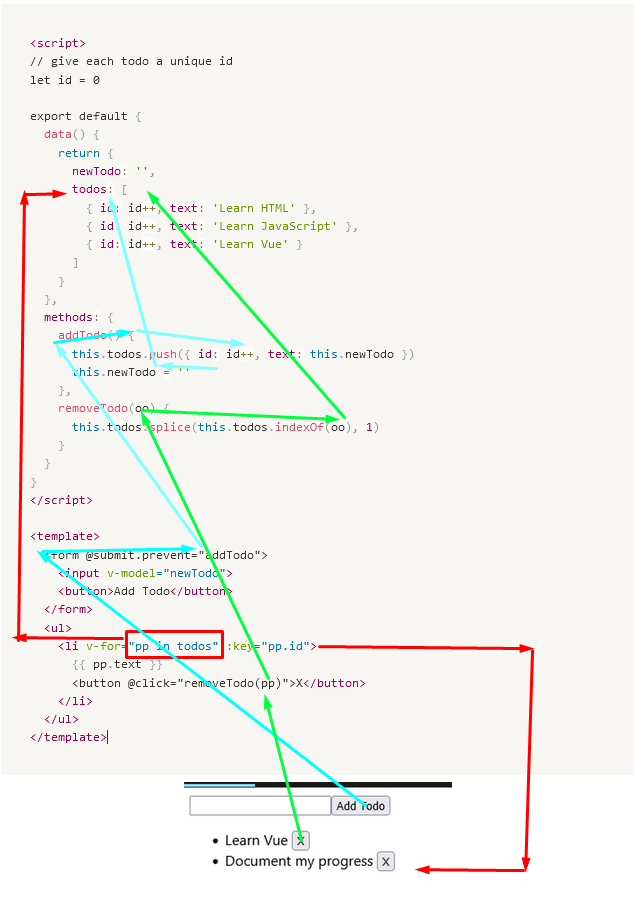 <script>
// give each todo a unique id
let id = 0
export default {
data() {
return {
newTodo: '',
todos: [
{ id: id++, text: 'Learn HTML' },
{ id: id++, text: 'Learn JavaScript' },
{ id: id++, text: 'Learn Vue' }
]
}
},
methods: {
addTodo() {
this.todos.push({ id: id++, text: this.newTodo })
this.newTodo = ''
},
removeTodo(oo) {
this.todos.splice(this.todos.indexOf(oo), 1)
}
}
}
</script>
<template>
<form @submit.prevent="addTodo">
<input v-model="newTodo">
<button>Add Todo</button>
</form>
<ul>
<li v-for="pp in todos" :key="pp.id">
{{ pp.text }}
<button @click="removeTodo(pp)">X</button>
</li>
</ul>
</template>
Add Todo
• Learn Vue X
• Document my progress X